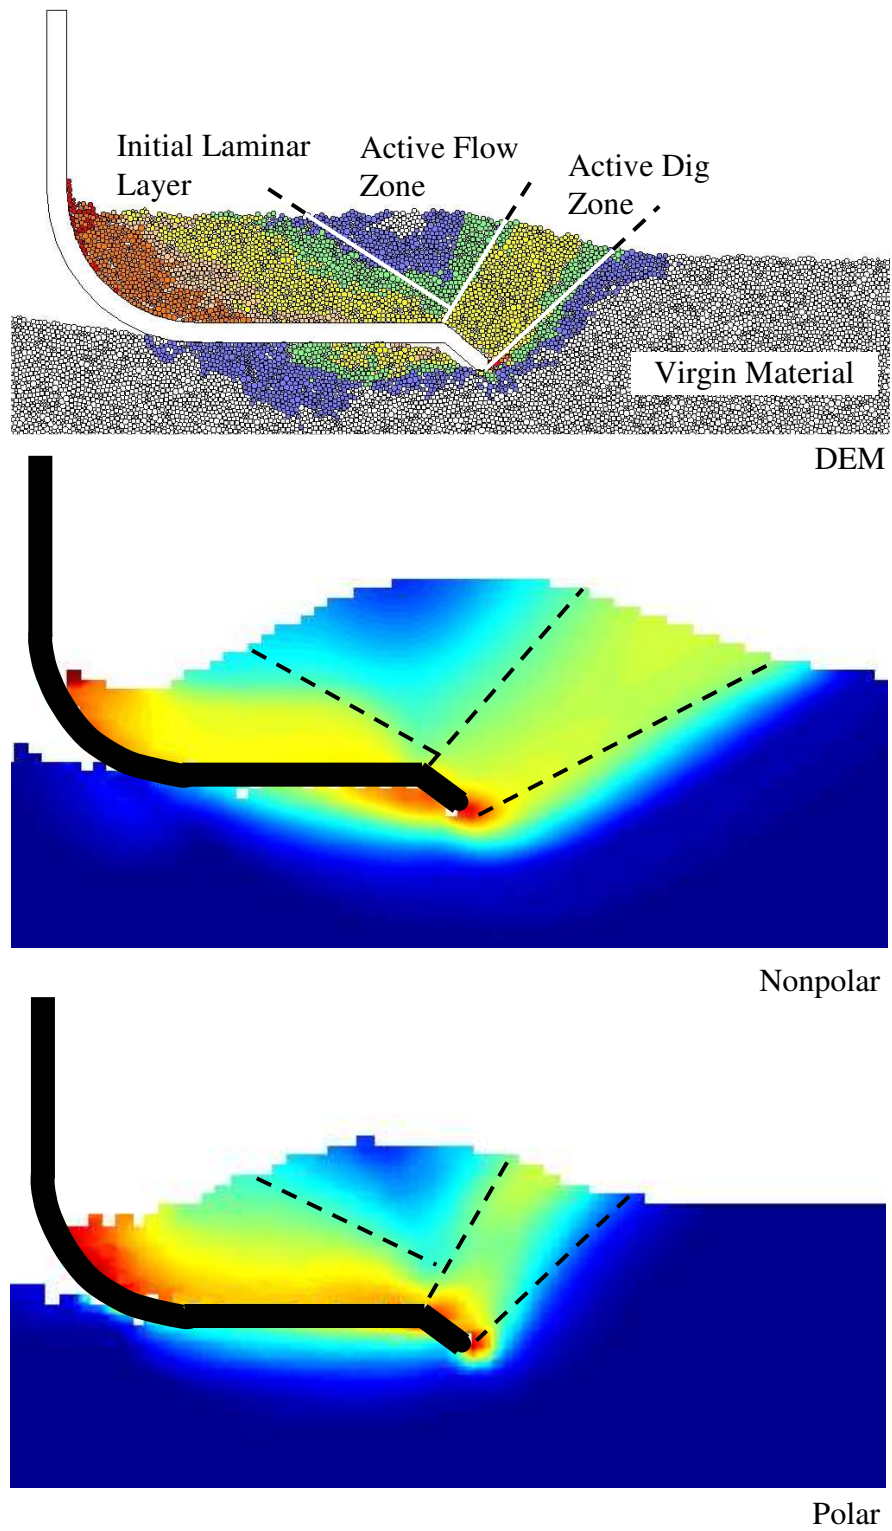 Initial Laminar
Layer
Active Flow
Zone
Active Dig
Zone
Virgin Material
DEM
Nonpolar
Polar